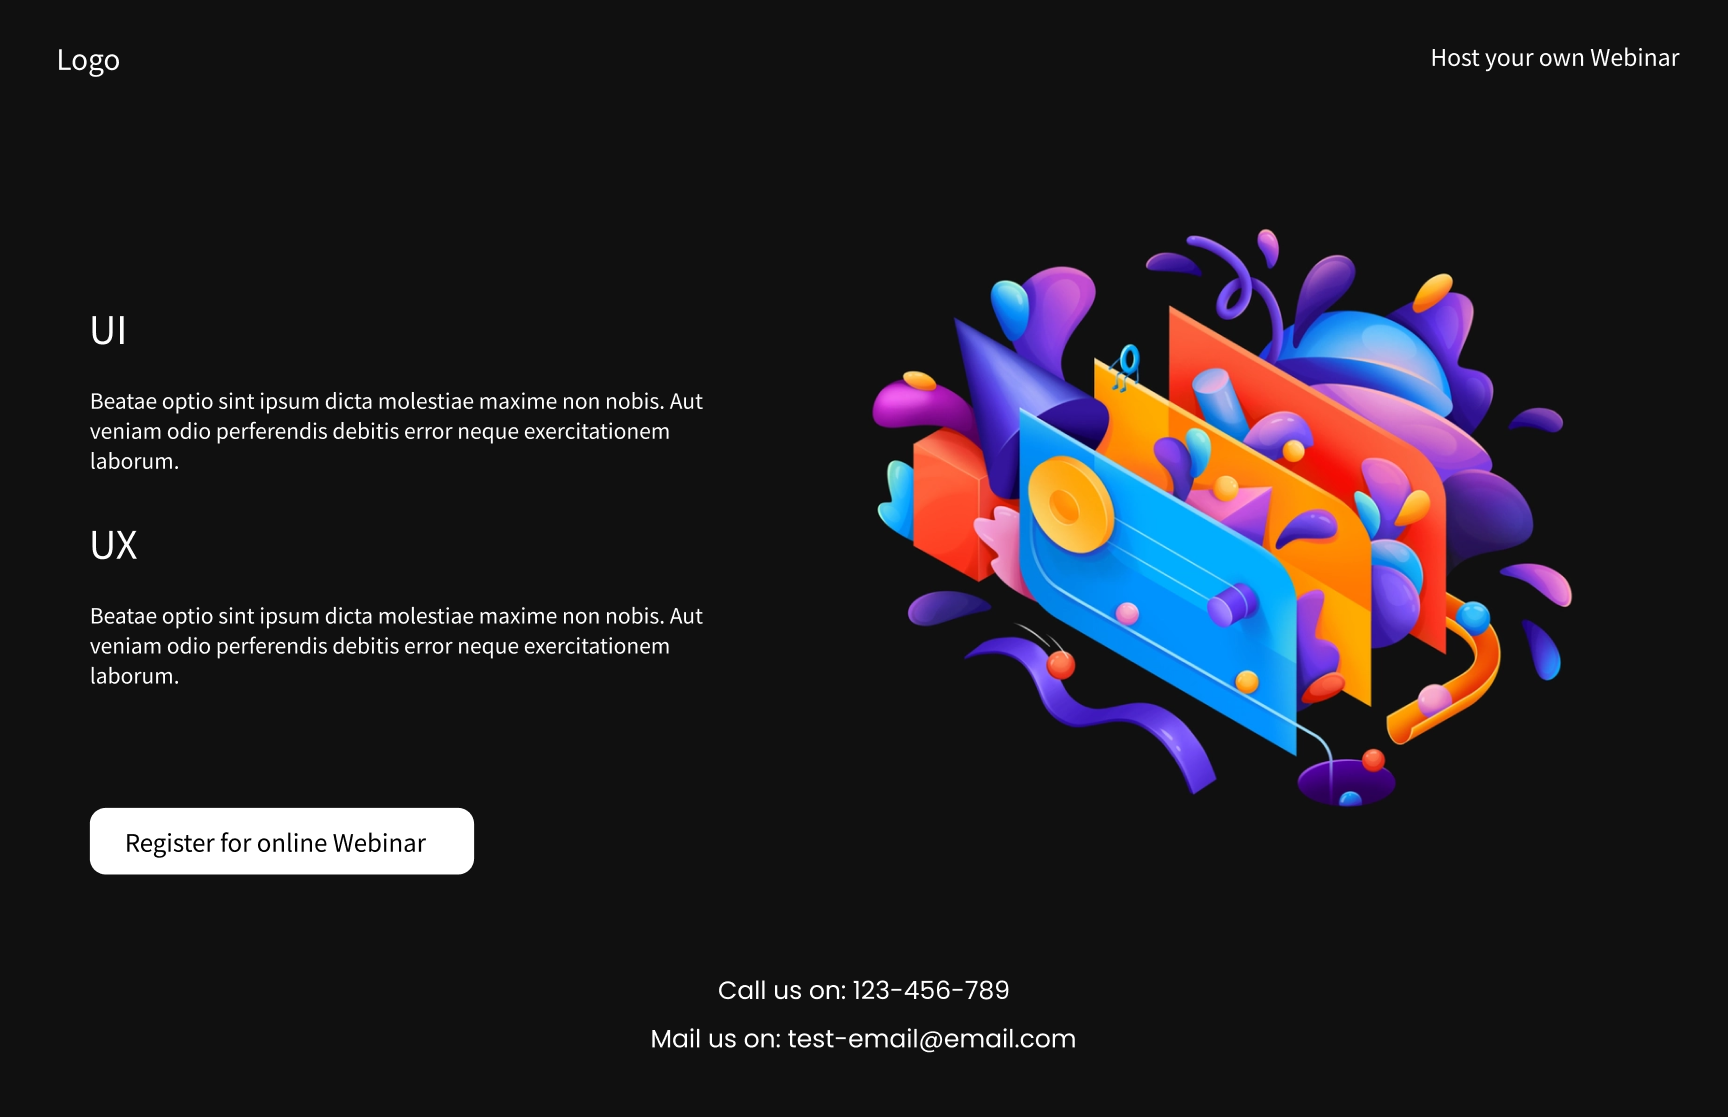 Logo
Host your own Webinar
UI
Beatae optio sint ipsum dicta molestiae maxime non nobis. Aut
veniam odio perferendis debitis error neque exercitationem
laborum.
UX
Beatae optio sint ipsum dicta molestiae maxime non nobis. Aut
veniam odio perferendis debitis error neque exercitationem
laborum.
Register for online Webinar
Call us on: 123-456-789
Mail us on: test-email@email.com